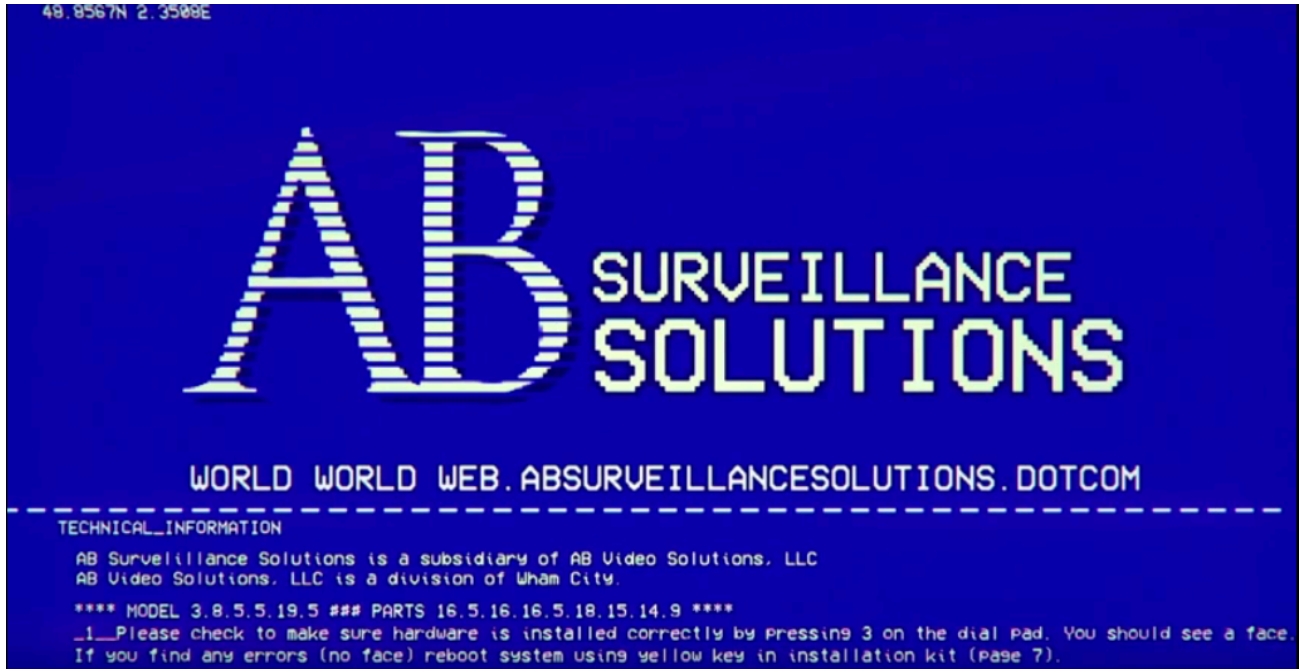 48.8567N 2.3508E
AB
SURVEILLANCE
SOLUTIONS
WORLD WORLD WEB.ABSURVEILLANCESOLUTIONS.DOTCOM
TECHNICAL_INFORMATION
AB Survelillance Solutions is a subsidiary of AB Video Solutions, LLC
AB Video Solutions, LLC is a division of Wham City.
**** MODEL 3.8.5.5.19.5 ### PARTS 16.5.16.16.5.18.15.14.9 ****
_1__Please check to make sure hardware is installed correctly by pressing 3 on the dial pad. You should see a face.
If you find any errors (no face) reboot system using yellow key in installation kit (page 7).